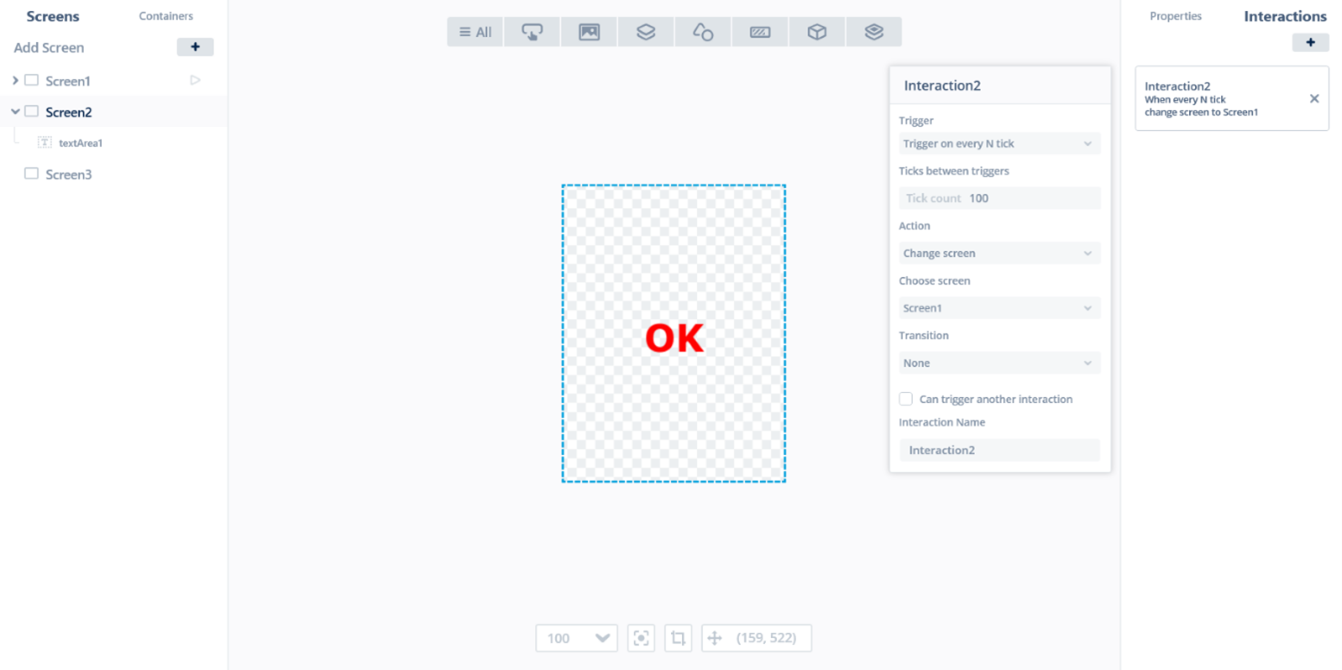 Screens Containers
Add Screen +
Screen1
Screen2
textArea1
Screen3
All
OK
100 (159, 522)
Interaction2
Trigger
Trigger on every N tick
Ticks between triggers
Tick count 100
Action
Change screen
Choose screen
Screen1
Transition
None
Can trigger another interaction
Interaction Name
Interaction2
Properties Interactions
+
Interaction2
When every N tick
change screen to Screen1